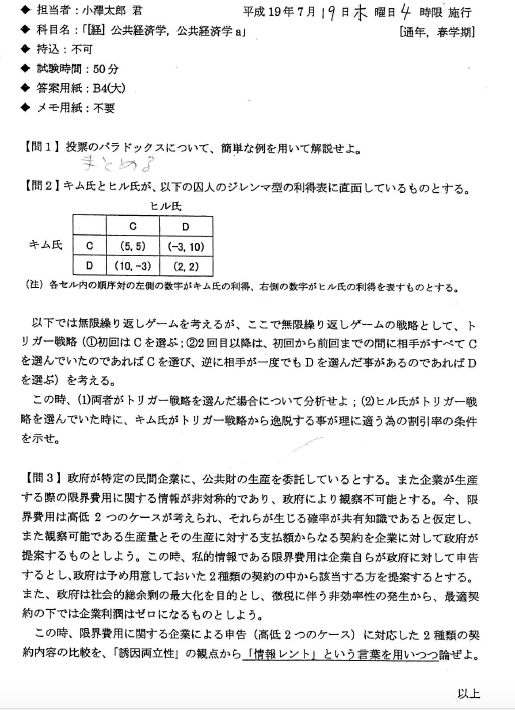 ◆ 担当者：小澤太郎 君　平成19年7月19日木曜日4時限 施行
◆ 科目名：「［経］公共経済学，公共経済学a」　［通年，春学期］
◆ 持込：不可
◆ 試験時間：50分
◆ 答案用紙：B4(大)
◆ メモ用紙：不要
【問１】投票のパラドックスについて、簡単な例を用いて解説せよ。
まとめる
【問２】キム氏とヒル氏が、以下の囚人のジレンマ型の利得表に直面しているものとする。
ヒル氏
C D
キム氏 C (5, 5) (-3, 10)
D (10, -3) (2, 2)
（注）各セル内の順序対の左側の数字がキム氏の利得、右側の数字がヒル氏の利得を表すものとする。
以下では無限繰り返しゲームを考えるが、ここで無限繰り返しゲームの戦略として、ト
リガー戦略（①初回はCを選ぶ；②2回目以降は、初回から前回までの間に相手がすべてC
を選んでいたのであればCを選び、逆に相手が一度でもDを選んだ事があるのであればD
を選ぶ）を考える。
この時、(1)両者がトリガー戦略を選んだ場合について分析せよ；(2)ヒル氏がトリガー戦
略を選んでいた時に、キム氏がトリガー戦略から逸脱する事が理に適う為の割引率の条件
を示せ。
【問３】政府が特定の民間企業に、公共財の生産を委託しているとする。また企業が生産
する際の限界費用に関する情報が非対称的であり、政府により観察不可能とする。今、限
界費用は高低 2 つのケースが考えられ、それらが生じる確率が共有知識であると仮定し、
また観察可能である生産量とその生産に対する支払額からなる契約を企業に対して政府が
提案するものとしよう。この時、私的情報である限界費用は企業自らが政府に対して申告
するとし、政府は予め用意しておいた２種類の契約の中から該当する方を提案するとする。
また、政府は社会的総余剰の最大化を目的とし、徴税に伴う非効率性の発生から、最適契
約の下では企業利潤はゼロになるものとしよう。
この時、限界費用に関する企業による申告（高低２つのケース）に対応した２種類の契
約内容の比較を、「誘因両立性」の観点から「情報レント」という言葉を用いつつ論ぜよ。
以上